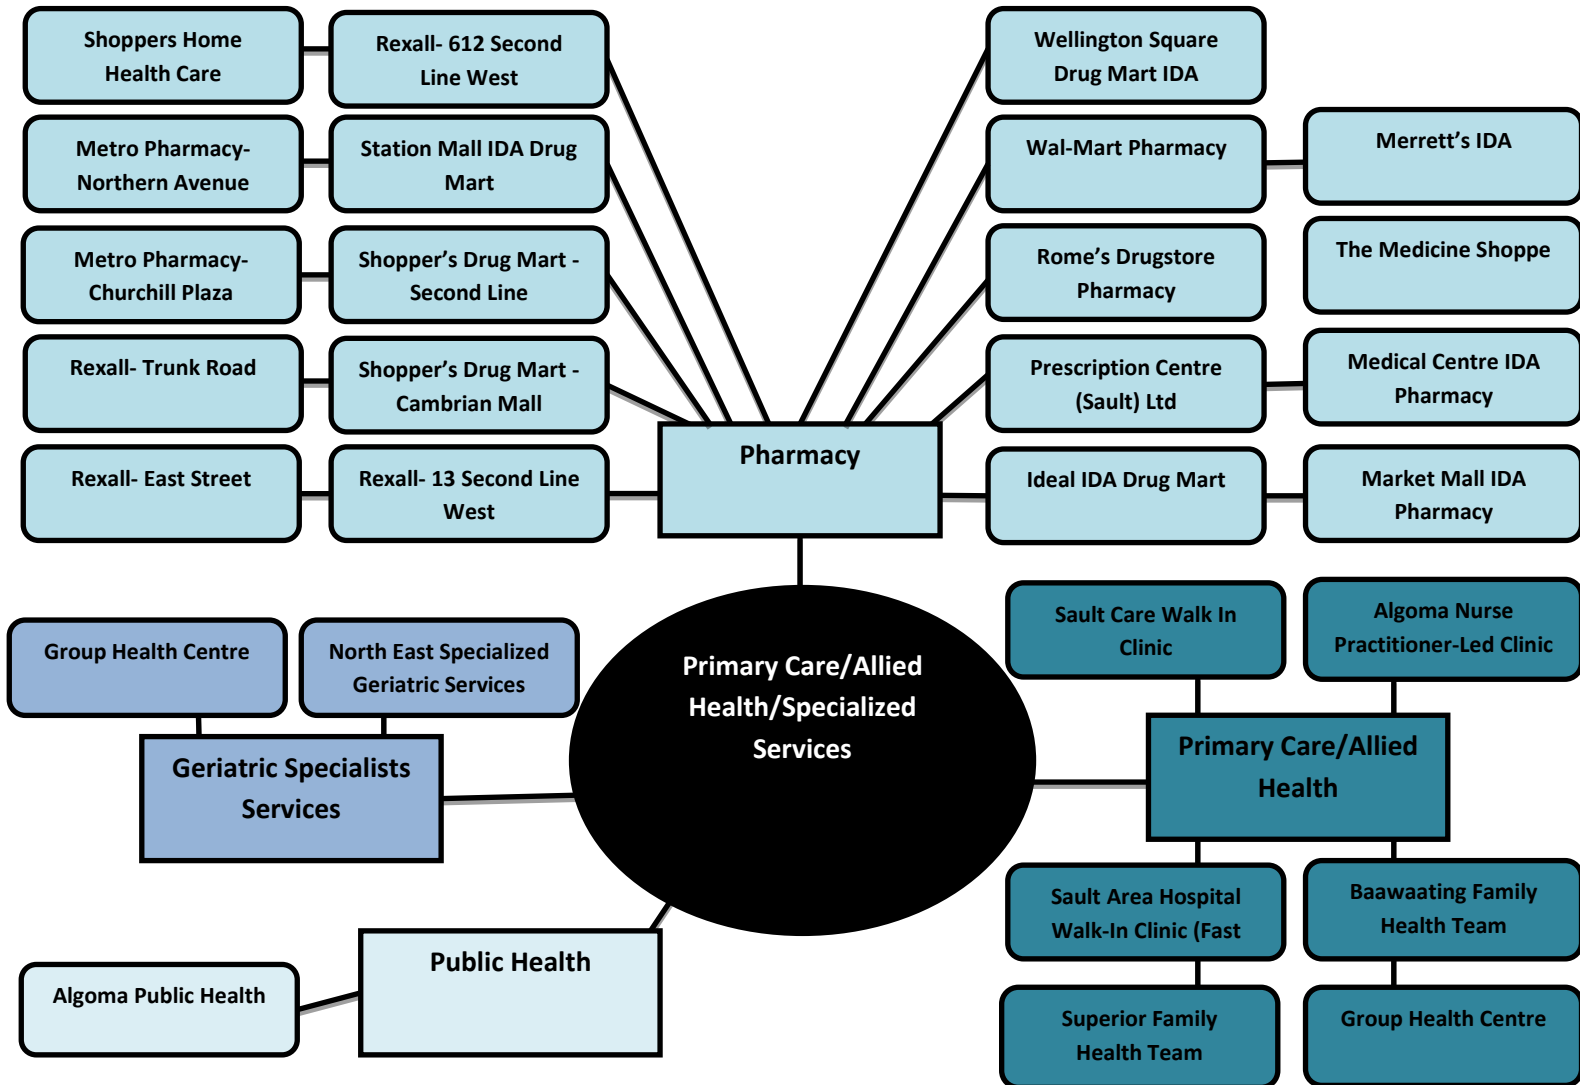 Shoppers Home
Health Care
Rexall- 612 Second
Line West
Wellington Square
Drug Mart IDA
Metro Pharmacy-
Northern Avenue
Station Mall IDA Drug
Mart
Wal-Mart Pharmacy
Merrett’s IDA
Metro Pharmacy-
Churchill Plaza
Shopper’s Drug Mart -
Second Line
Rome’s Drugstore
Pharmacy
The Medicine Shoppe
Rexall- Trunk Road
Shopper’s Drug Mart -
Cambrian Mall
Prescription Centre
(Sault) Ltd
Medical Centre IDA
Pharmacy
Rexall- East Street
Rexall- 13 Second Line
West
Pharmacy
Ideal IDA Drug Mart
Market Mall IDA
Pharmacy
Group Health Centre
North East Specialized
Geriatric Services
Geriatric Specialists
Services
Primary Care/Allied
Health/Specialized
Services
Sault Care Walk In
Clinic
Algoma Nurse
Practitioner-Led Clinic
Primary Care/Allied
Health
Sault Area Hospital
Walk-In Clinic (Fast
Baawaating Family
Health Team
Superior Family
Health Team
Group Health Centre
Public Health
Algoma Public Health